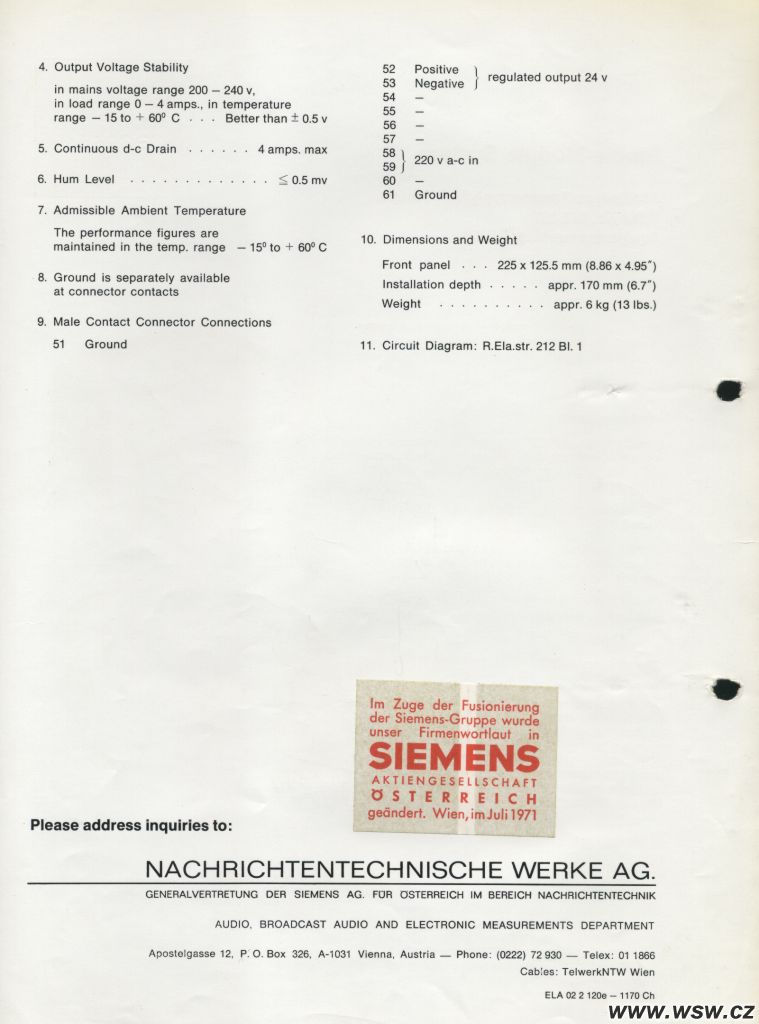 4. Output Voltage Stability
in mains voltage range 200 – 240 v,
in load range 0 – 4 amps., in temperature
range – 15 to + 60⁰ C . . . Better than ± 0.5 v
5. Continuous d-c Drain . . . . . . 4 amps. max
6. Hum Level . . . . . . . . . . . . . ≦ 0.5 mv
7. Admissible Ambient Temperature
The performance figures are
maintained in the temp. range – 15⁰ to + 60⁰ C
8. Ground is separately available
at connector contacts
9. Male Contact Connector Connections
51 Ground
52 Positive
53 Negative } regulated output 24 v
54 –
55 –
56 –
57 –
58
59 } 220 v a-c in
60 –
61 Ground
10. Dimensions and Weight
Front panel . . . 225 x 125.5 mm (8.86 x 4.95″)
Installation depth . . . . . appr. 170 mm (6.7″)
Weight . . . . . . . . . . appr. 6 kg (13 lbs.)
11. Circuit Diagram: R.Ela.str. 212 Bl. 1
Im Zuge der Fusionierung
der Siemens-Gruppe wurde
unser Firmenwortlaut in
SIEMENS
AKTIENGESELLSCHAFT
ÖSTERREICH
geändert. Wien, im Juli 1971
Please address inquiries to:
NACHRICHTENTECHNISCHE WERKE AG.
GENERALVERTRETUNG DER SIEMENS AG. FÜR ÖSTERREICH IM BEREICH NACHRICHTENTECHNIK
AUDIO, BROADCAST AUDIO AND ELECTRONIC MEASUREMENTS DEPARTMENT
Apostelgasse 12, P. O. Box 326, A-1031 Vienna, Austria — Phone: (0222) 72 930 — Telex: 01 1866
Cables: TelwerkNTW Wien
ELA 02 2 120e – 1170 Ch
www.wsw.cz